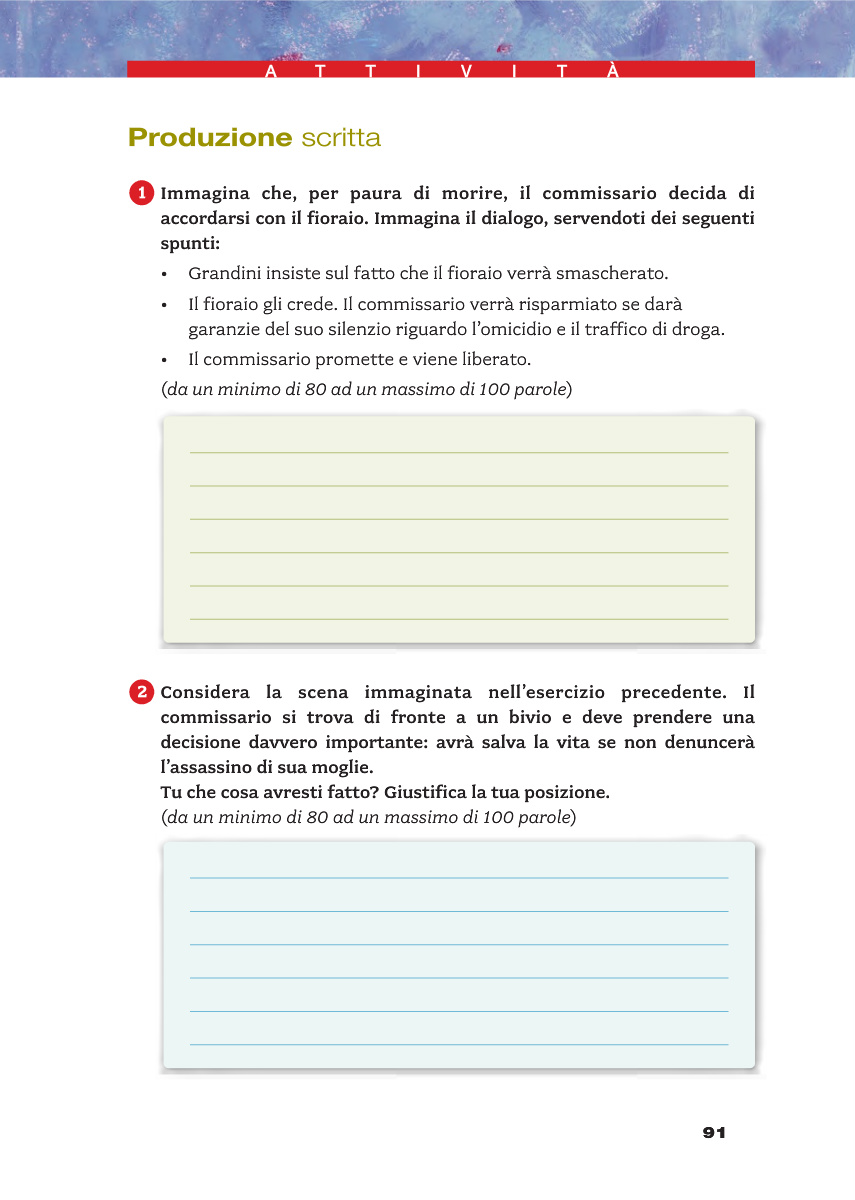 ATTIVITÀ
Produzione scritta
1 Immagina che, per paura di morire, il commissario decida di
accordarsi con il fioraio. Immagina il dialogo, servendoti dei seguenti
spunti:
• Grandini insiste sul fatto che il fioraio verrà smascherato.
• Il fioraio gli crede. Il commissario verrà risparmiato se darà
garanzie del suo silenzio riguardo l’omicidio e il traffico di droga.
• Il commissario promette e viene liberato.
(da un minimo di 80 ad un massimo di 100 parole)
2 Considera la scena immaginata nell’esercizio precedente. Il
commissario si trova di fronte a un bivio e deve prendere una
decisione davvero importante: avrà salva la vita se non denuncerà
l’assassino di sua moglie.
Tu che cosa avresti fatto? Giustifica la tua posizione.
(da un minimo di 80 ad un massimo di 100 parole)
91